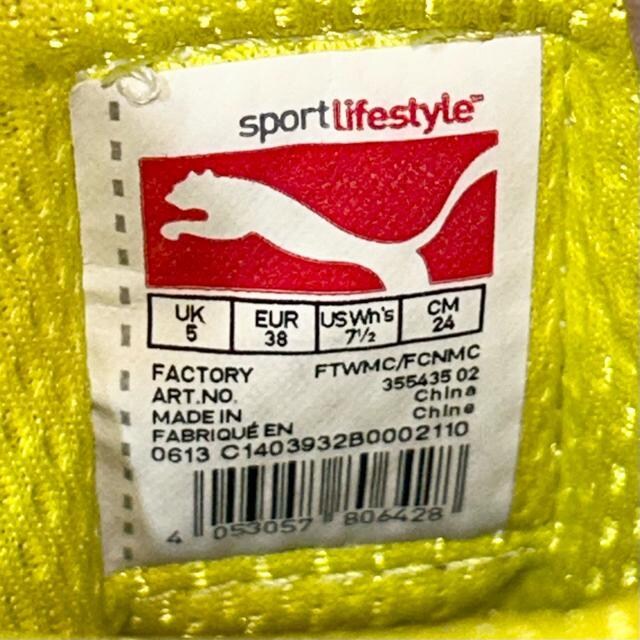 sportlifestyle™
UK EUR US Wn's CM
5 38 7½ 24
FACTORY FTWMC/FCNMC
ART.NO. 355435 02
MADE IN China
FABRIQUÉ EN Chine
0613 C1403932B0002110
4 053057 806428